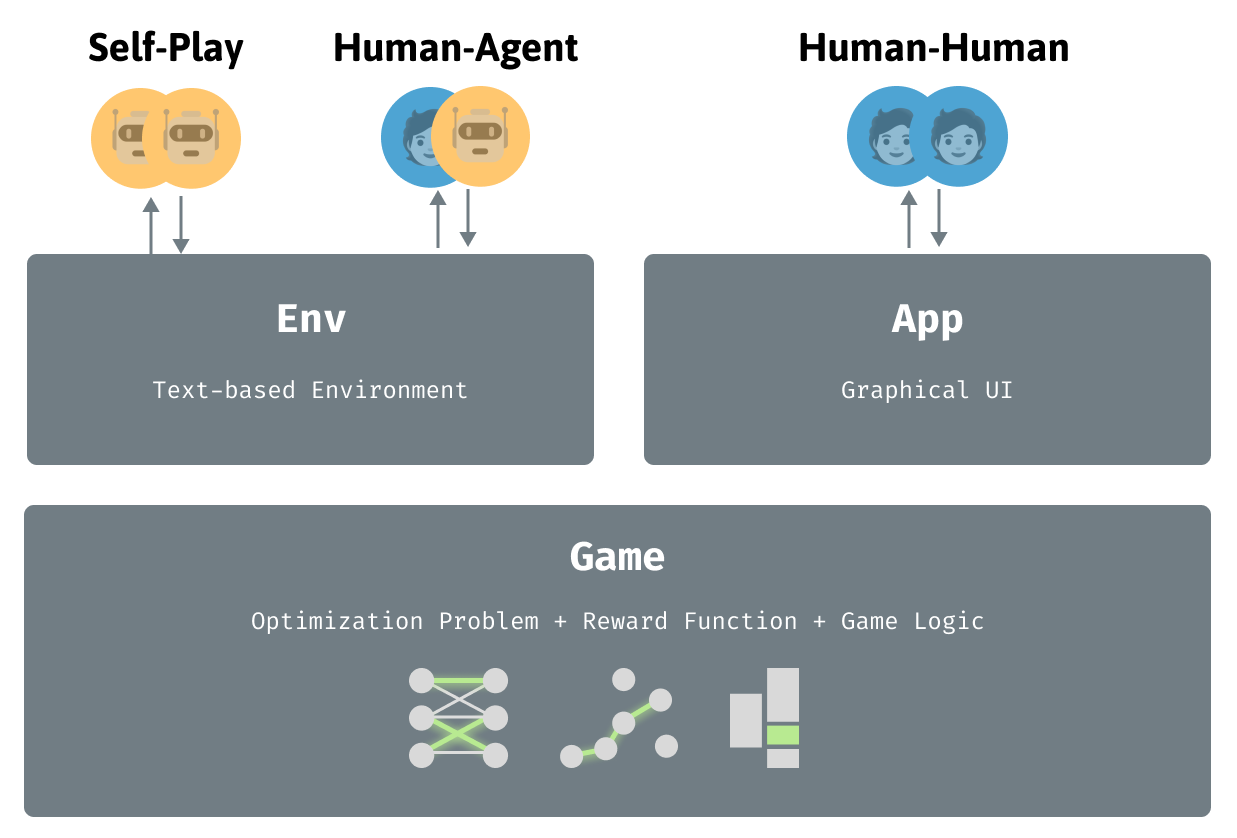 Self-Play
Human-Agent
Human-Human
Env
Text-based Environment
App
Graphical UI
Game
Optimization Problem + Reward Function + Game Logic